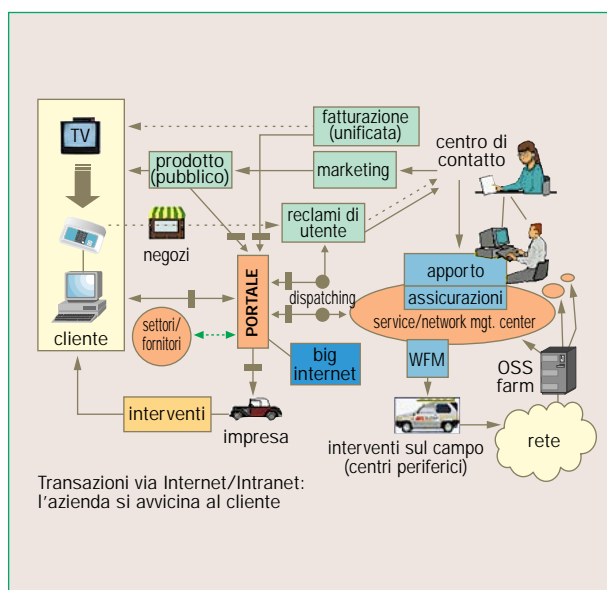 TV
fatturazione
(unificata)
centro di
contatto
prodotto
(pubblico)
marketing
reclami di
utente
negozi
PORTALE
dispatching
apporto
assicurazioni
service/network mgt. center
cliente
settori/
fornitori
big
internet
WFM
OSS
farm
interventi
impresa
interventi sul campo
(centri periferici)
rete
Transazioni via Internet/Intranet:
l'azienda si avvicina al cliente